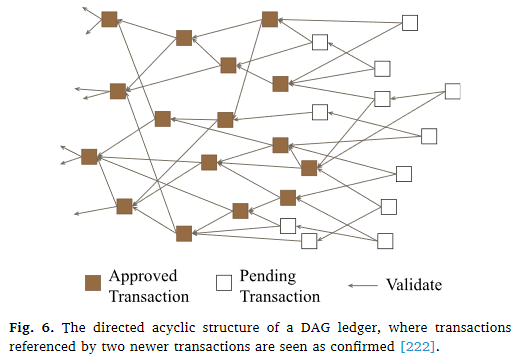 Approved
Transaction
Pending
Transaction
Validate
Fig. 6. The directed acyclic structure of a DAG ledger, where transactions
referenced by two newer transactions are seen as confirmed [222].